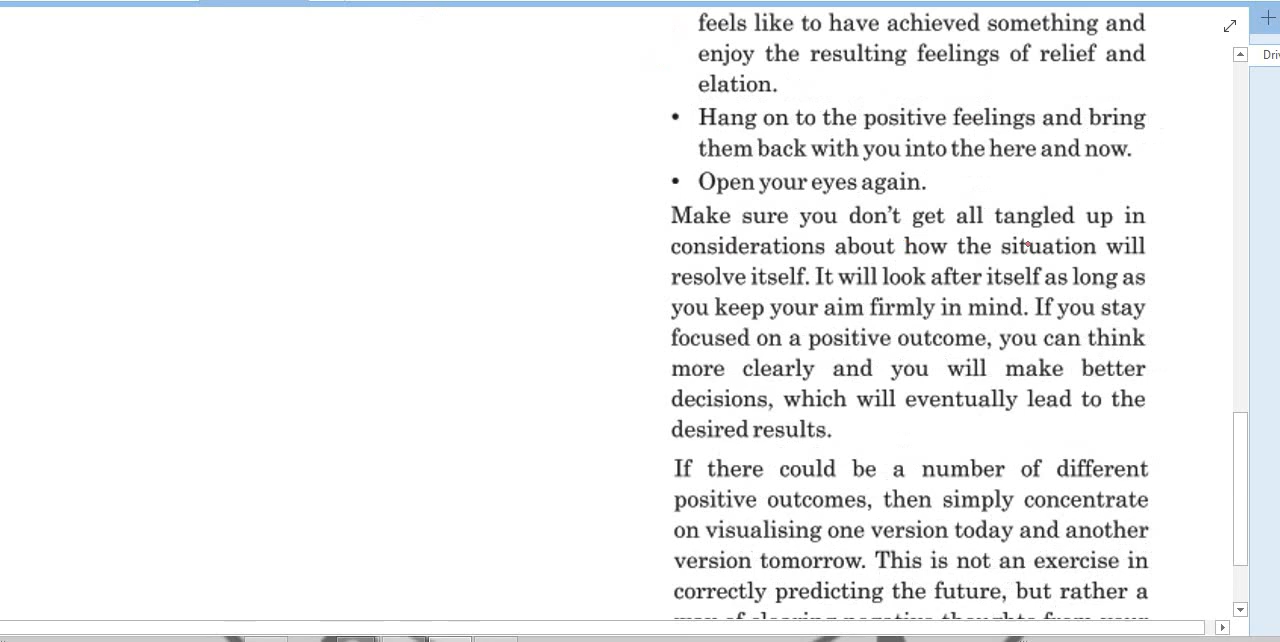 feels like to have achieved something and
enjoy the resulting feelings of relief and
elation.
• Hang on to the positive feelings and bring
them back with you into the here and now.
• Open your eyes again.
Make sure you don't get all tangled up in
considerations about how the situation will
resolve itself. It will look after itself as long as
you keep your aim firmly in mind. If you stay
focused on a positive outcome, you can think
more clearly and you will make better
decisions, which will eventually lead to the
desired results.
If there could be a number of different
positive outcomes, then simply concentrate
on visualising one version today and another
version tomorrow. This is not an exercise in
correctly predicting the future, but rather a